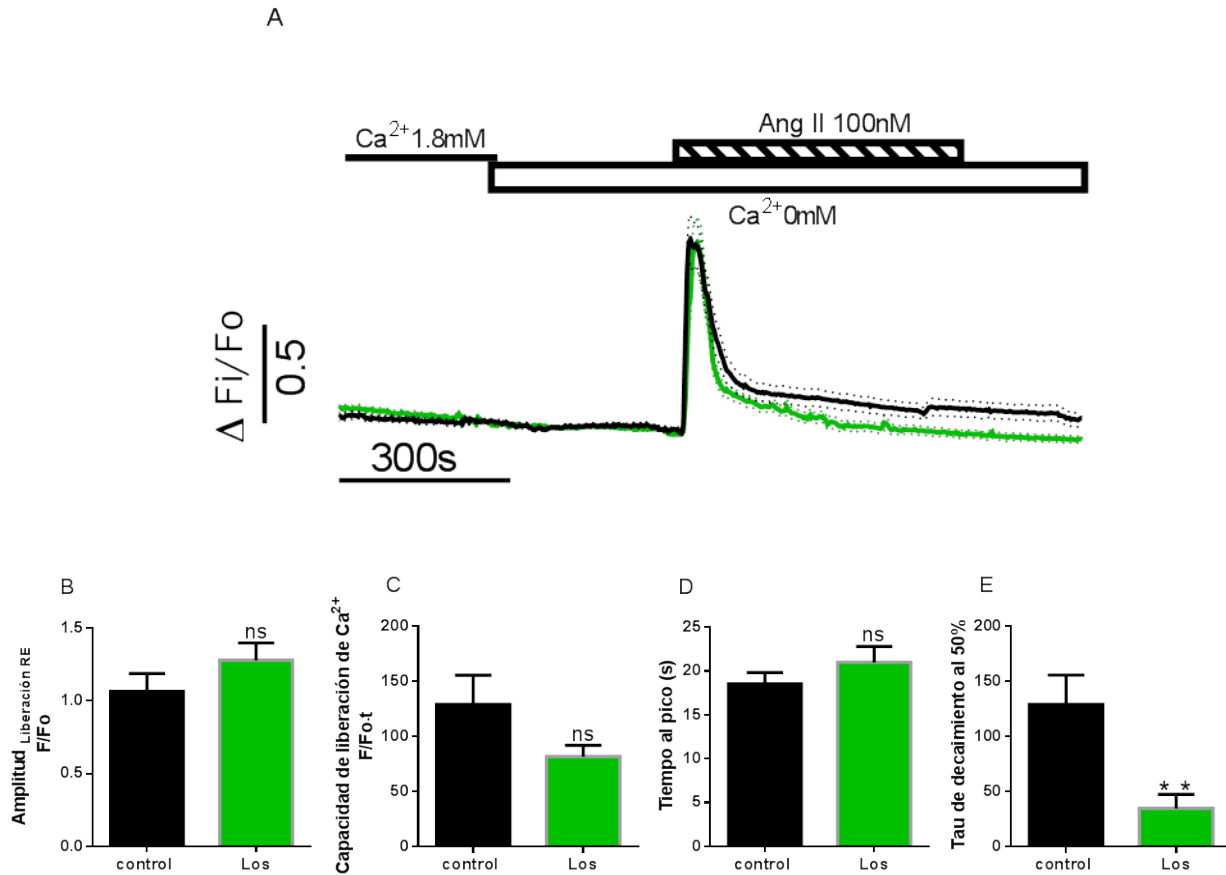 A
Ca²⁺ 1.8mM
Ang II 100nM
Ca²⁺ 0mM
Δ Fi/Fo
0.5
300s
B
Amplitud Liberación RE
F/Fo
1.5
1.0
0.5
0.0
ns
control
Los
C
Capacidad de liberación de Ca²⁺
F/Fo·t
200
150
100
50
0
ns
control
Los
D
Tiempo al pico (s)
25
20
15
10
5
0
ns
control
Los
E
Tau de decaimiento al 50%
200
150
100
50
0
* *
control
Los